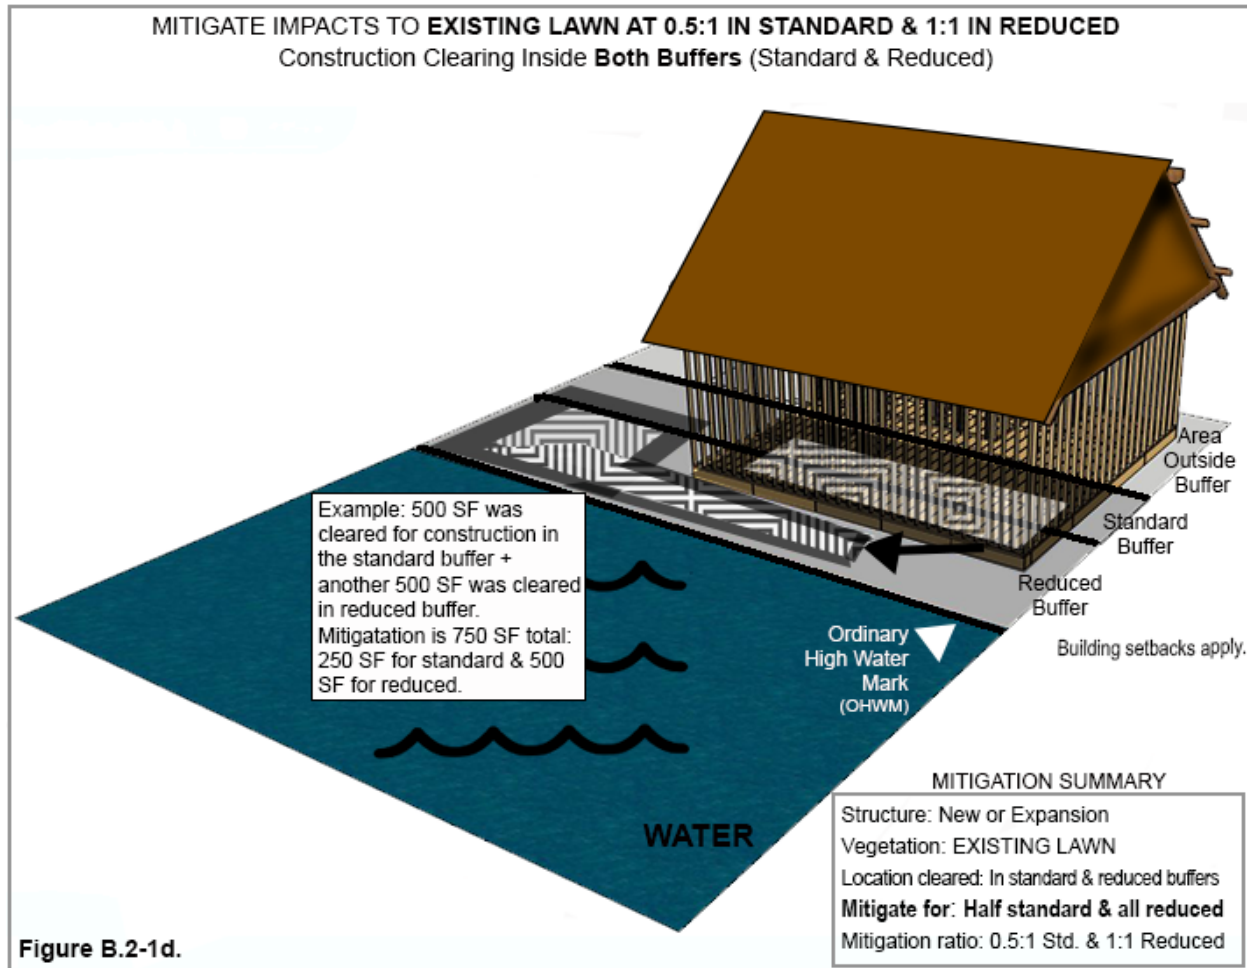 MITIGATE IMPACTS TO EXISTING LAWN AT 0.5:1 IN STANDARD & 1:1 IN REDUCED
Construction Clearing Inside Both Buffers (Standard & Reduced)
Area
Outside
Buffer
Standard
Buffer
Reduced
Buffer
Building setbacks apply.
Example: 500 SF was
cleared for construction in
the standard buffer +
another 500 SF was cleared
in reduced buffer.
Mitigatation is 750 SF total:
250 SF for standard & 500
SF for reduced.
Ordinary
High Water
Mark
(OHWM)
WATER
MITIGATION SUMMARY
Structure: New or Expansion
Vegetation: EXISTING LAWN
Location cleared: In standard & reduced buffers
Mitigate for: Half standard & all reduced
Mitigation ratio: 0.5:1 Std. & 1:1 Reduced
Figure B.2-1d.